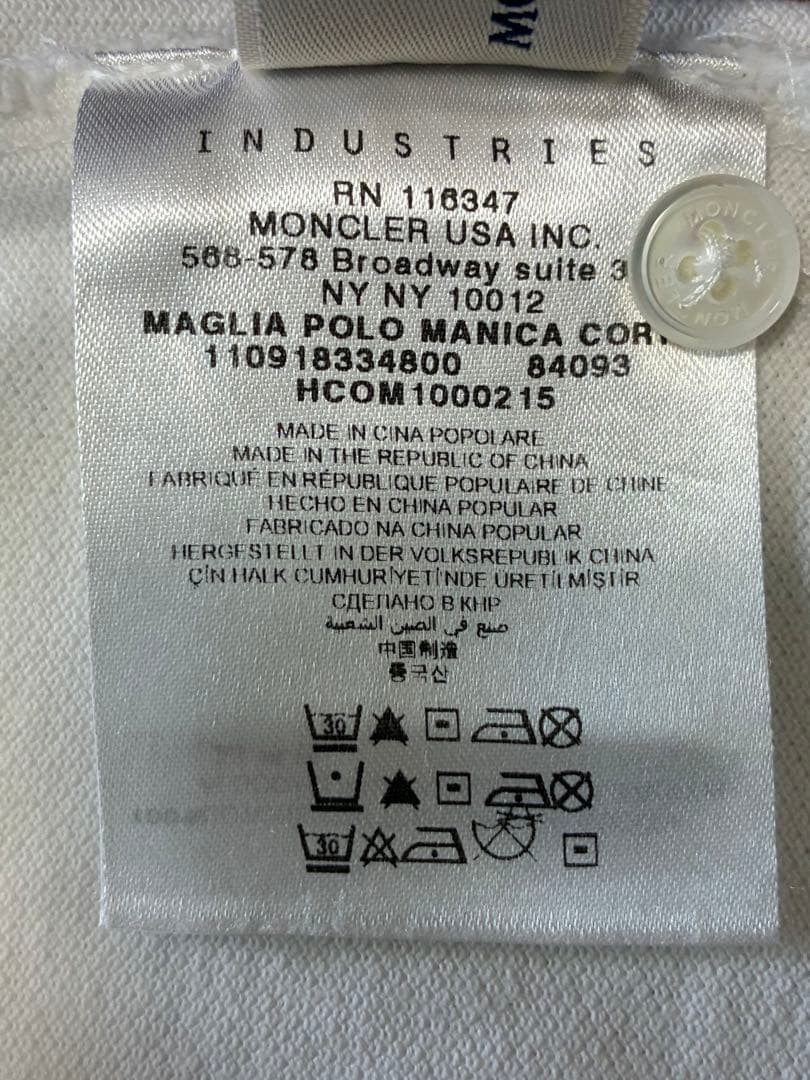 MO
INDUSTRIES
RN 116347
MONCLER USA INC.
568-578 Broadway suite 3
NY NY 10012
MAGLIA POLO MANICA COR
110918334800 84093
HCOM1000215
MADE IN CINA POPOLARE
MADE IN THE REPUBLIC OF CHINA
FABRIQUÉ EN RÉPUBLIQUE POPULAIRE DE CHINE
HECHO EN CHINA POPULAR
FABRICADO NA CHINA POPULAR
HERGESTELLT IN DER VOLKSREPUBLIK CHINA
ÇİN HALK CUMHURİYETİ'NDE ÜRETİLMİŞTİR
СДЕЛАНО В КНР
صنع في الصين الشعبية
中国制造
중국산
30
30
MONCLER